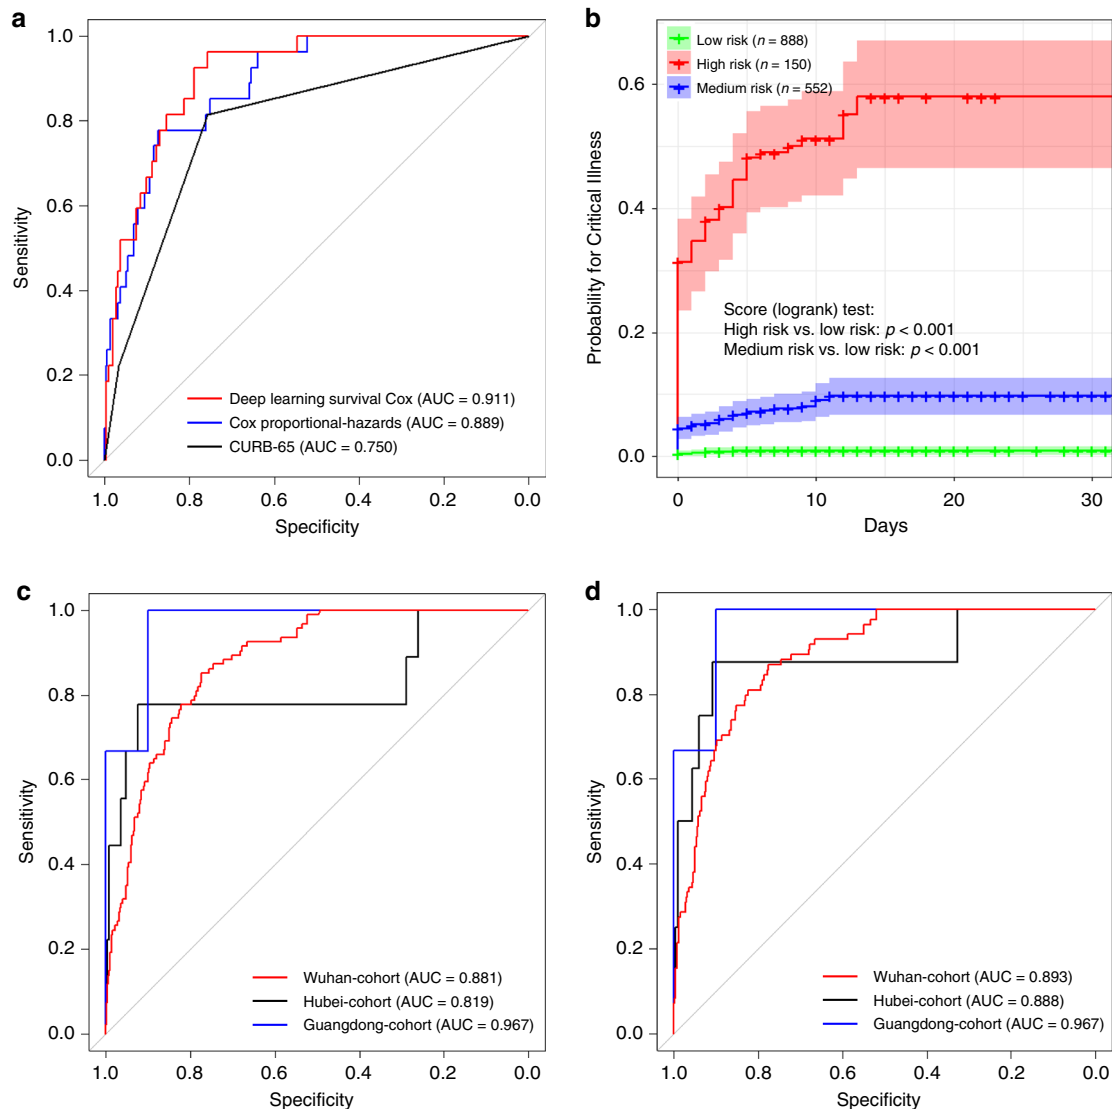 a
1.0
0.8
0.6
0.4
0.2
0.0
Sensitivity
Deep learning survival Cox (AUC = 0.911)
Cox proportional-hazards (AUC = 0.889)
CURB-65 (AUC = 0.750)
1.0 0.8 0.6 0.4 0.2 0.0
Specificity
b
Low risk (n = 888)
High risk (n = 150)
Medium risk (n = 552)
0.6
0.4
0.2
0.0
Probability for Critical Illness
Score (logrank) test:
High risk vs. low risk: p < 0.001
Medium risk vs. low risk: p < 0.001
0 10 20 30
Days
c
1.0
0.8
0.6
0.4
0.2
0.0
Sensitivity
Wuhan-cohort (AUC = 0.881)
Hubei-cohort (AUC = 0.819)
Guangdong-cohort (AUC = 0.967)
1.0 0.8 0.6 0.4 0.2 0.0
Specificity
d
1.0
0.8
0.6
0.4
0.2
0.0
Sensitivity
Wuhan-cohort (AUC = 0.893)
Hubei-cohort (AUC = 0.888)
Guangdong-cohort (AUC = 0.967)
1.0 0.8 0.6 0.4 0.2 0.0
Specificity